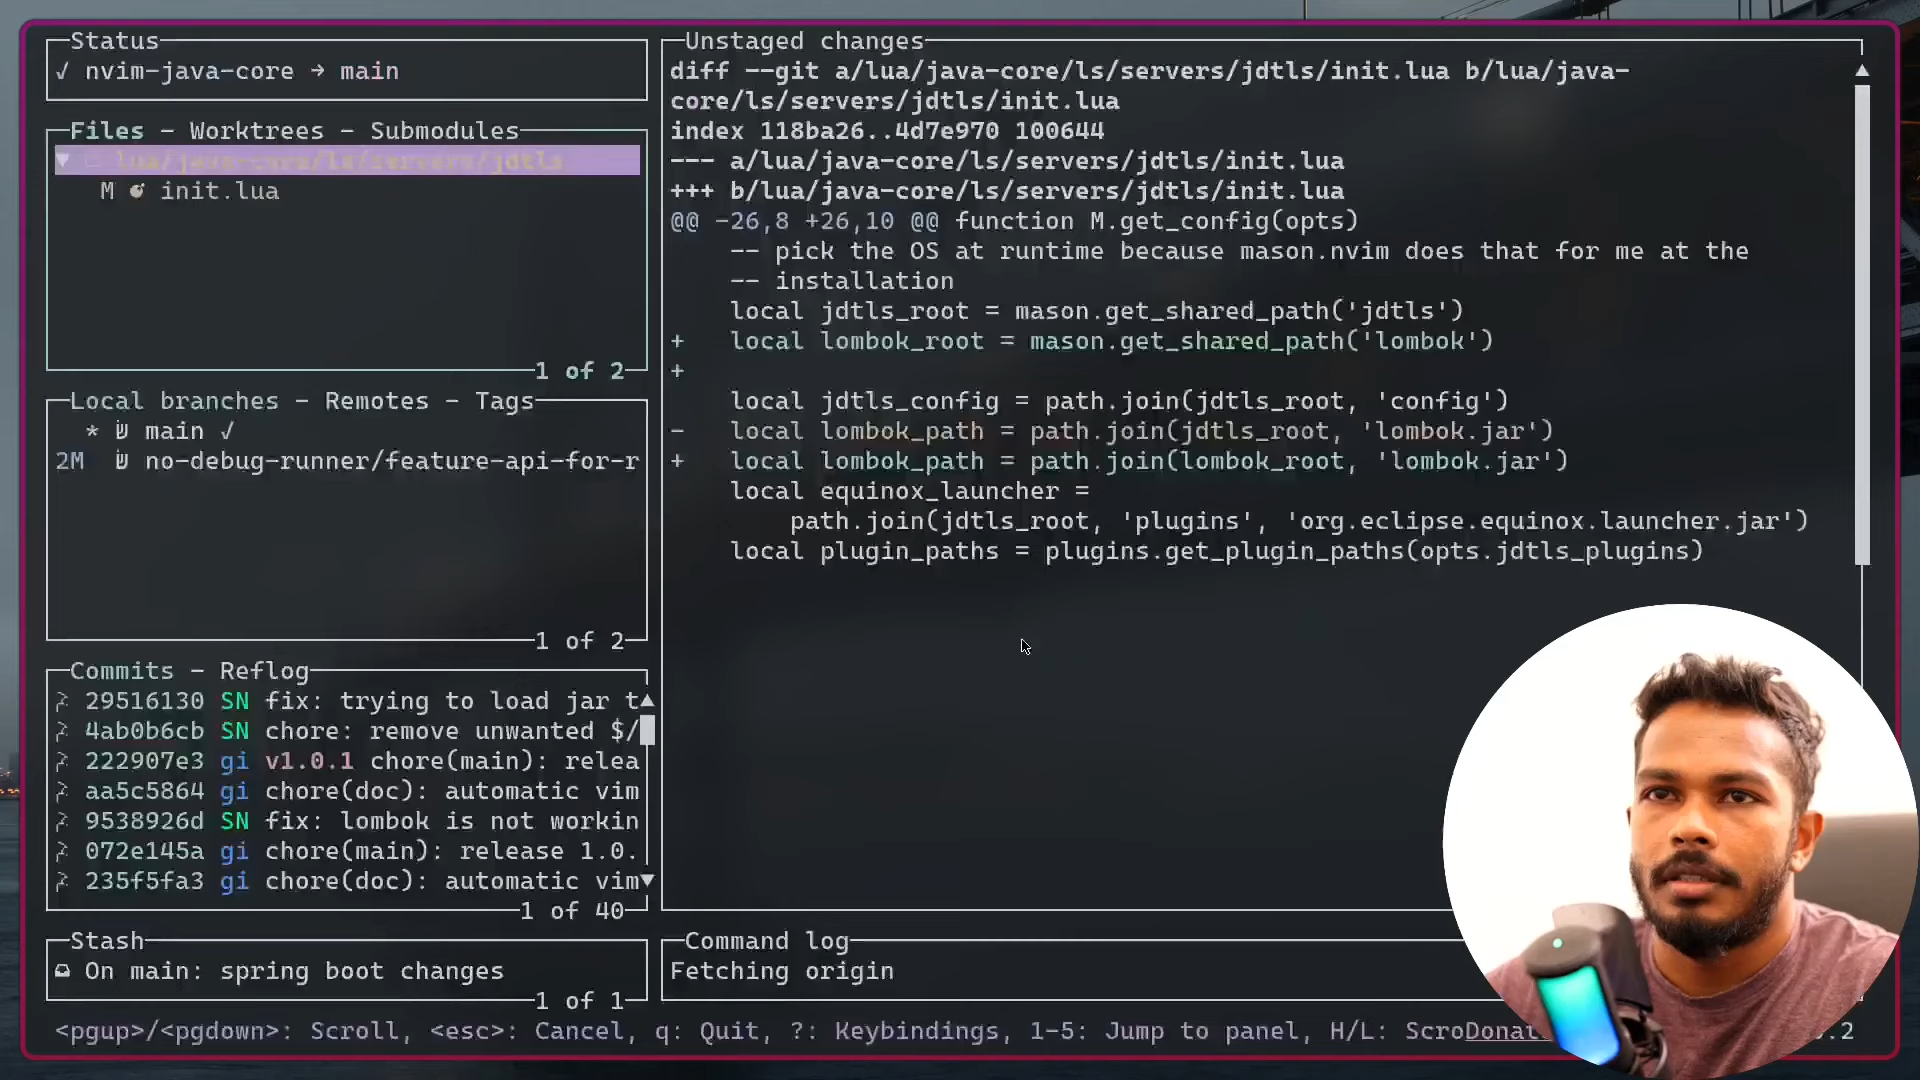 Status
✓ nvim-java-core → main
Files - Worktrees - Submodules
▼ lua/java-core/ls/servers/jdtls
M init.lua
1 of 2
Local branches - Remotes - Tags
* main ✓
2M no-debug-runner/feature-api-for-r
1 of 2
Commits - Reflog
29516130 SN fix: trying to load jar t
4ab0b6cb SN chore: remove unwanted $/
222907e3 gi v1.0.1 chore(main): relea
aa5c5864 gi chore(doc): automatic vim
9538926d SN fix: lombok is not workin
072e145a gi chore(main): release 1.0.
235f5fa3 gi chore(doc): automatic vim
1 of 40
Stash
On main: spring boot changes
1 of 1
Unstaged changes
diff --git a/lua/java-core/ls/servers/jdtls/init.lua b/lua/java-
core/ls/servers/jdtls/init.lua
index 118ba26..4d7e970 100644
--- a/lua/java-core/ls/servers/jdtls/init.lua
+++ b/lua/java-core/ls/servers/jdtls/init.lua
@@ -26,8 +26,10 @@ function M.get_config(opts)
-- pick the OS at runtime because mason.nvim does that for me at the
-- installation
local jdtls_root = mason.get_shared_path('jdtls')
+ local lombok_root = mason.get_shared_path('lombok')
+
local jdtls_config = path.join(jdtls_root, 'config')
- local lombok_path = path.join(jdtls_root, 'lombok.jar')
+ local lombok_path = path.join(lombok_root, 'lombok.jar')
local equinox_launcher =
path.join(jdtls_root, 'plugins', 'org.eclipse.equinox.launcher.jar')
local plugin_paths = plugins.get_plugin_paths(opts.jdtls_plugins)
Command log
Fetching origin
<pgup>/<pgdown>: Scroll, <esc>: Cancel, q: Quit, ?: Keybindings, 1-5: Jump to panel, H/L: ScroDonat .2